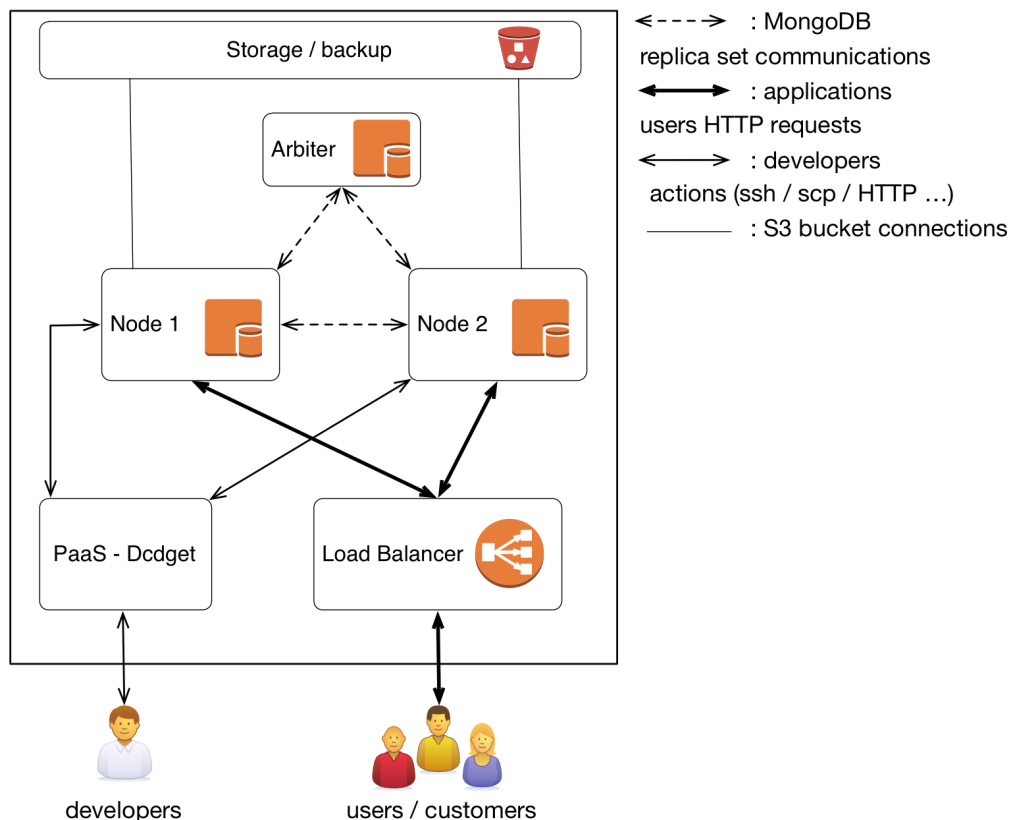 Storage / backup
Arbiter
Node 1
Node 2
PaaS - Dcdget
Load Balancer
developers
users / customers
: MongoDB
replica set communications
: applications
users HTTP requests
: developers
actions (ssh / scp / HTTP …)
: S3 bucket connections